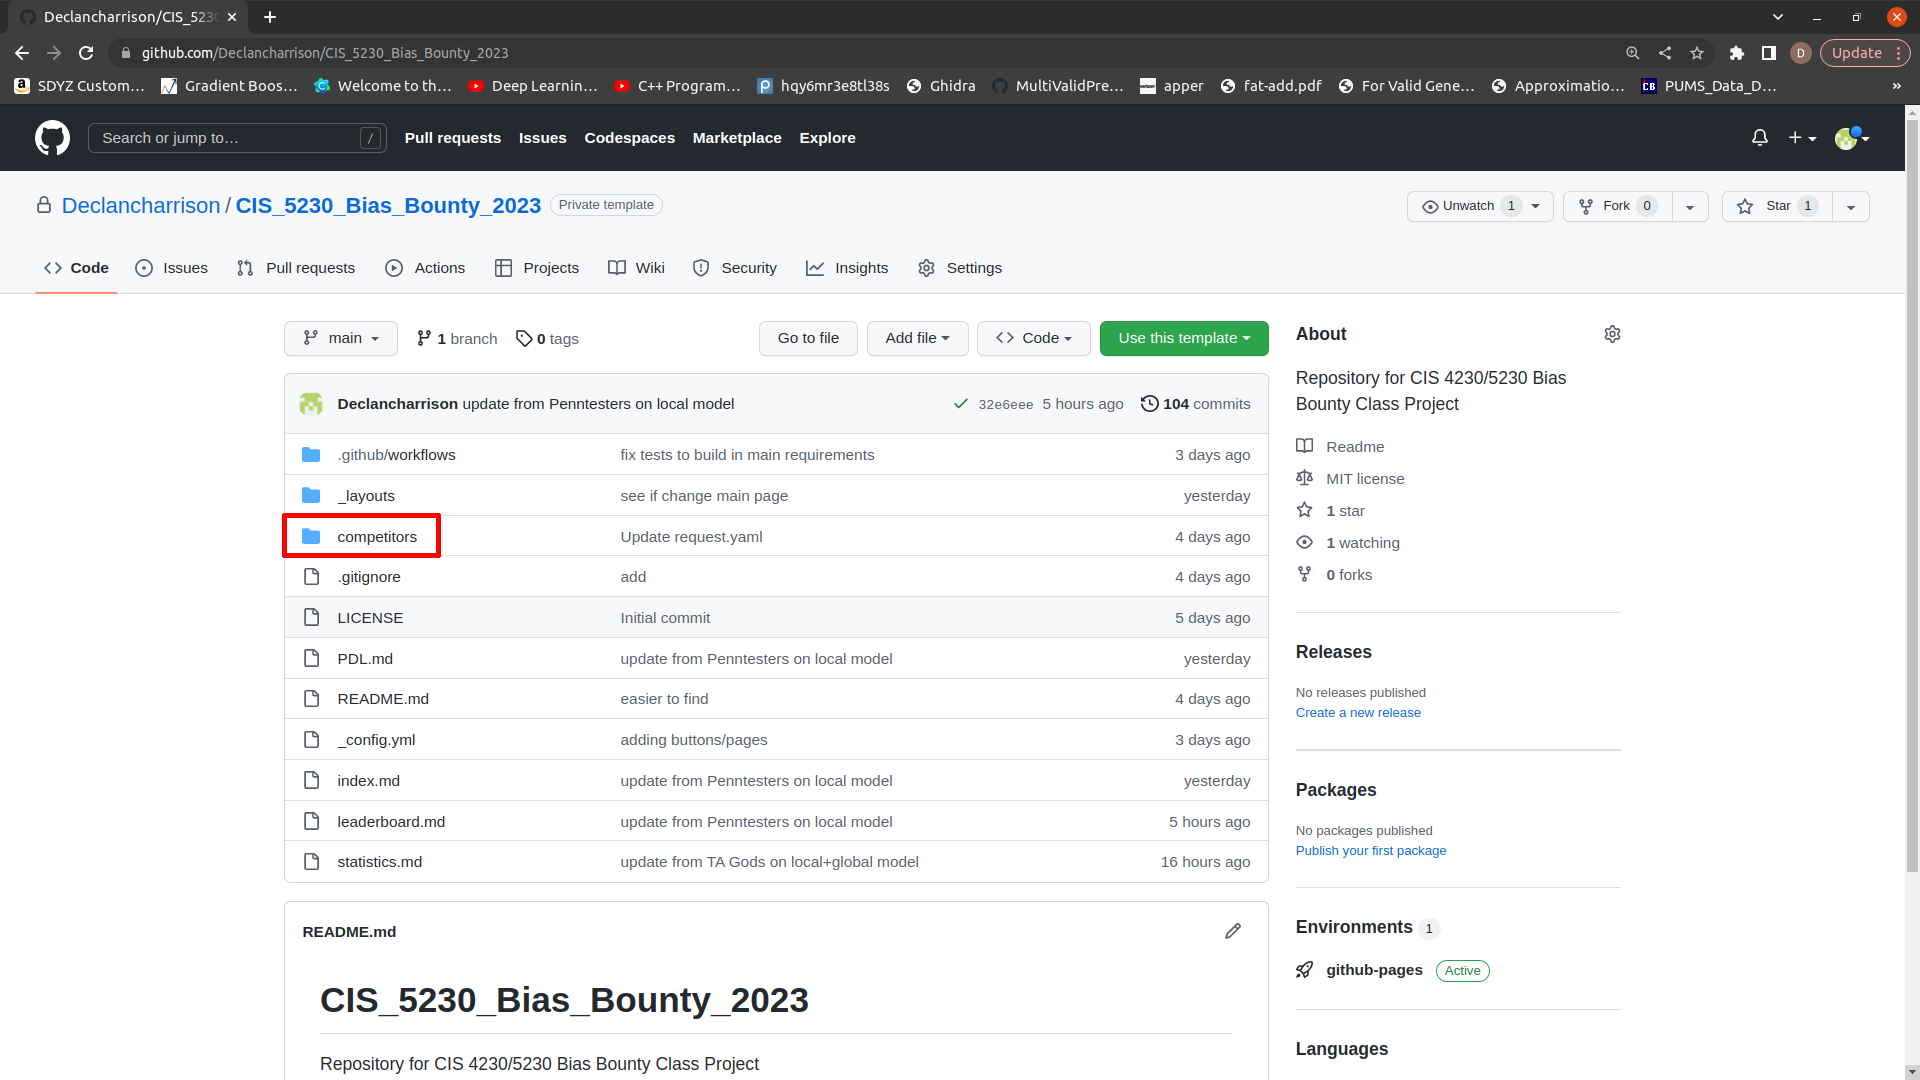 Declancharrison/CIS_523
github.com/Declancharrison/CIS_5230_Bias_Bounty_2023
D
Update
SDYZ Custom…
Gradient Boos…
Welcome to th…
Deep Learnin…
C++ Program…
hqy6mr3e8tl38s
Ghidra
MultiValidPre…
apper
fat-add.pdf
For Valid Gene…
Approximatio…
PUMS_Data_D…
»
Search or jump to…
/
Pull requests
Issues
Codespaces
Marketplace
Explore
Declancharrison / CIS_5230_Bias_Bounty_2023
Private template
Unwatch 1
Fork 0
Star 1
Code
Issues
Pull requests
Actions
Projects
Wiki
Security
Insights
Settings
main
1 branch
0 tags
Go to file
Add file
Code
Use this template
Declancharrison update from Penntesters on local model
32e6eee 5 hours ago
104 commits
.github/workflows fix tests to build in main requirements 3 days ago
_layouts see if change main page yesterday
competitors Update request.yaml 4 days ago
.gitignore add 4 days ago
LICENSE Initial commit 5 days ago
PDL.md update from Penntesters on local model yesterday
README.md easier to find 4 days ago
_config.yml adding buttons/pages 3 days ago
index.md update from Penntesters on local model yesterday
leaderboard.md update from Penntesters on local model 5 hours ago
statistics.md update from TA Gods on local+global model 16 hours ago
README.md
CIS_5230_Bias_Bounty_2023
Repository for CIS 4230/5230 Bias Bounty Class Project
About
Repository for CIS 4230/5230 Bias
Bounty Class Project
Readme
MIT license
1 star
1 watching
0 forks
Releases
No releases published
Create a new release
Packages
No packages published
Publish your first package
Environments 1
github-pages Active
Languages